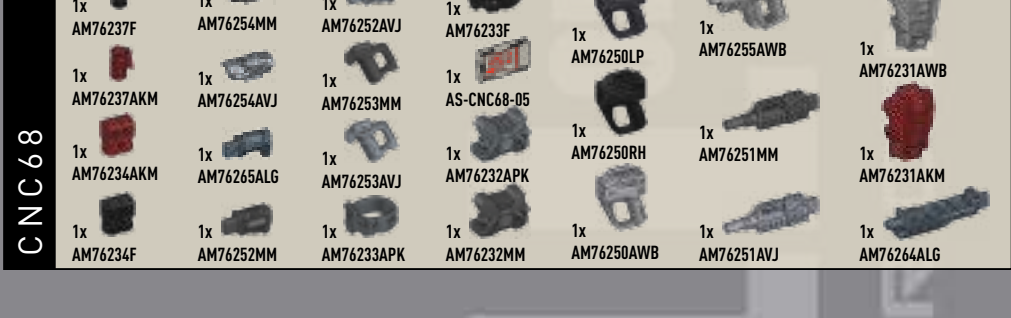 1x
AM76237F
1x
AM76237AKM
1x
AM76234AKM
1x
AM76234F
AM76254MM
1x
AM76254AVJ
1x
AM76265ALG
1x
AM76252MM
1x
AM76252AVJ
1x
AM76253MM
1x
AM76253AVJ
1x
AM76233APK
1x
AM76233F
1x
AS-CNC68-05
1x
AM76232APK
1x
AM76232MM
1x
AM76250LP
1x
AM76250RH
1x
AM76250AWB
1x
AM76255AWB
1x
AM76251MM
1x
AM76251AVJ
1x
AM76231AWB
1x
AM76231AKM
1x
AM76264ALG
CNC68